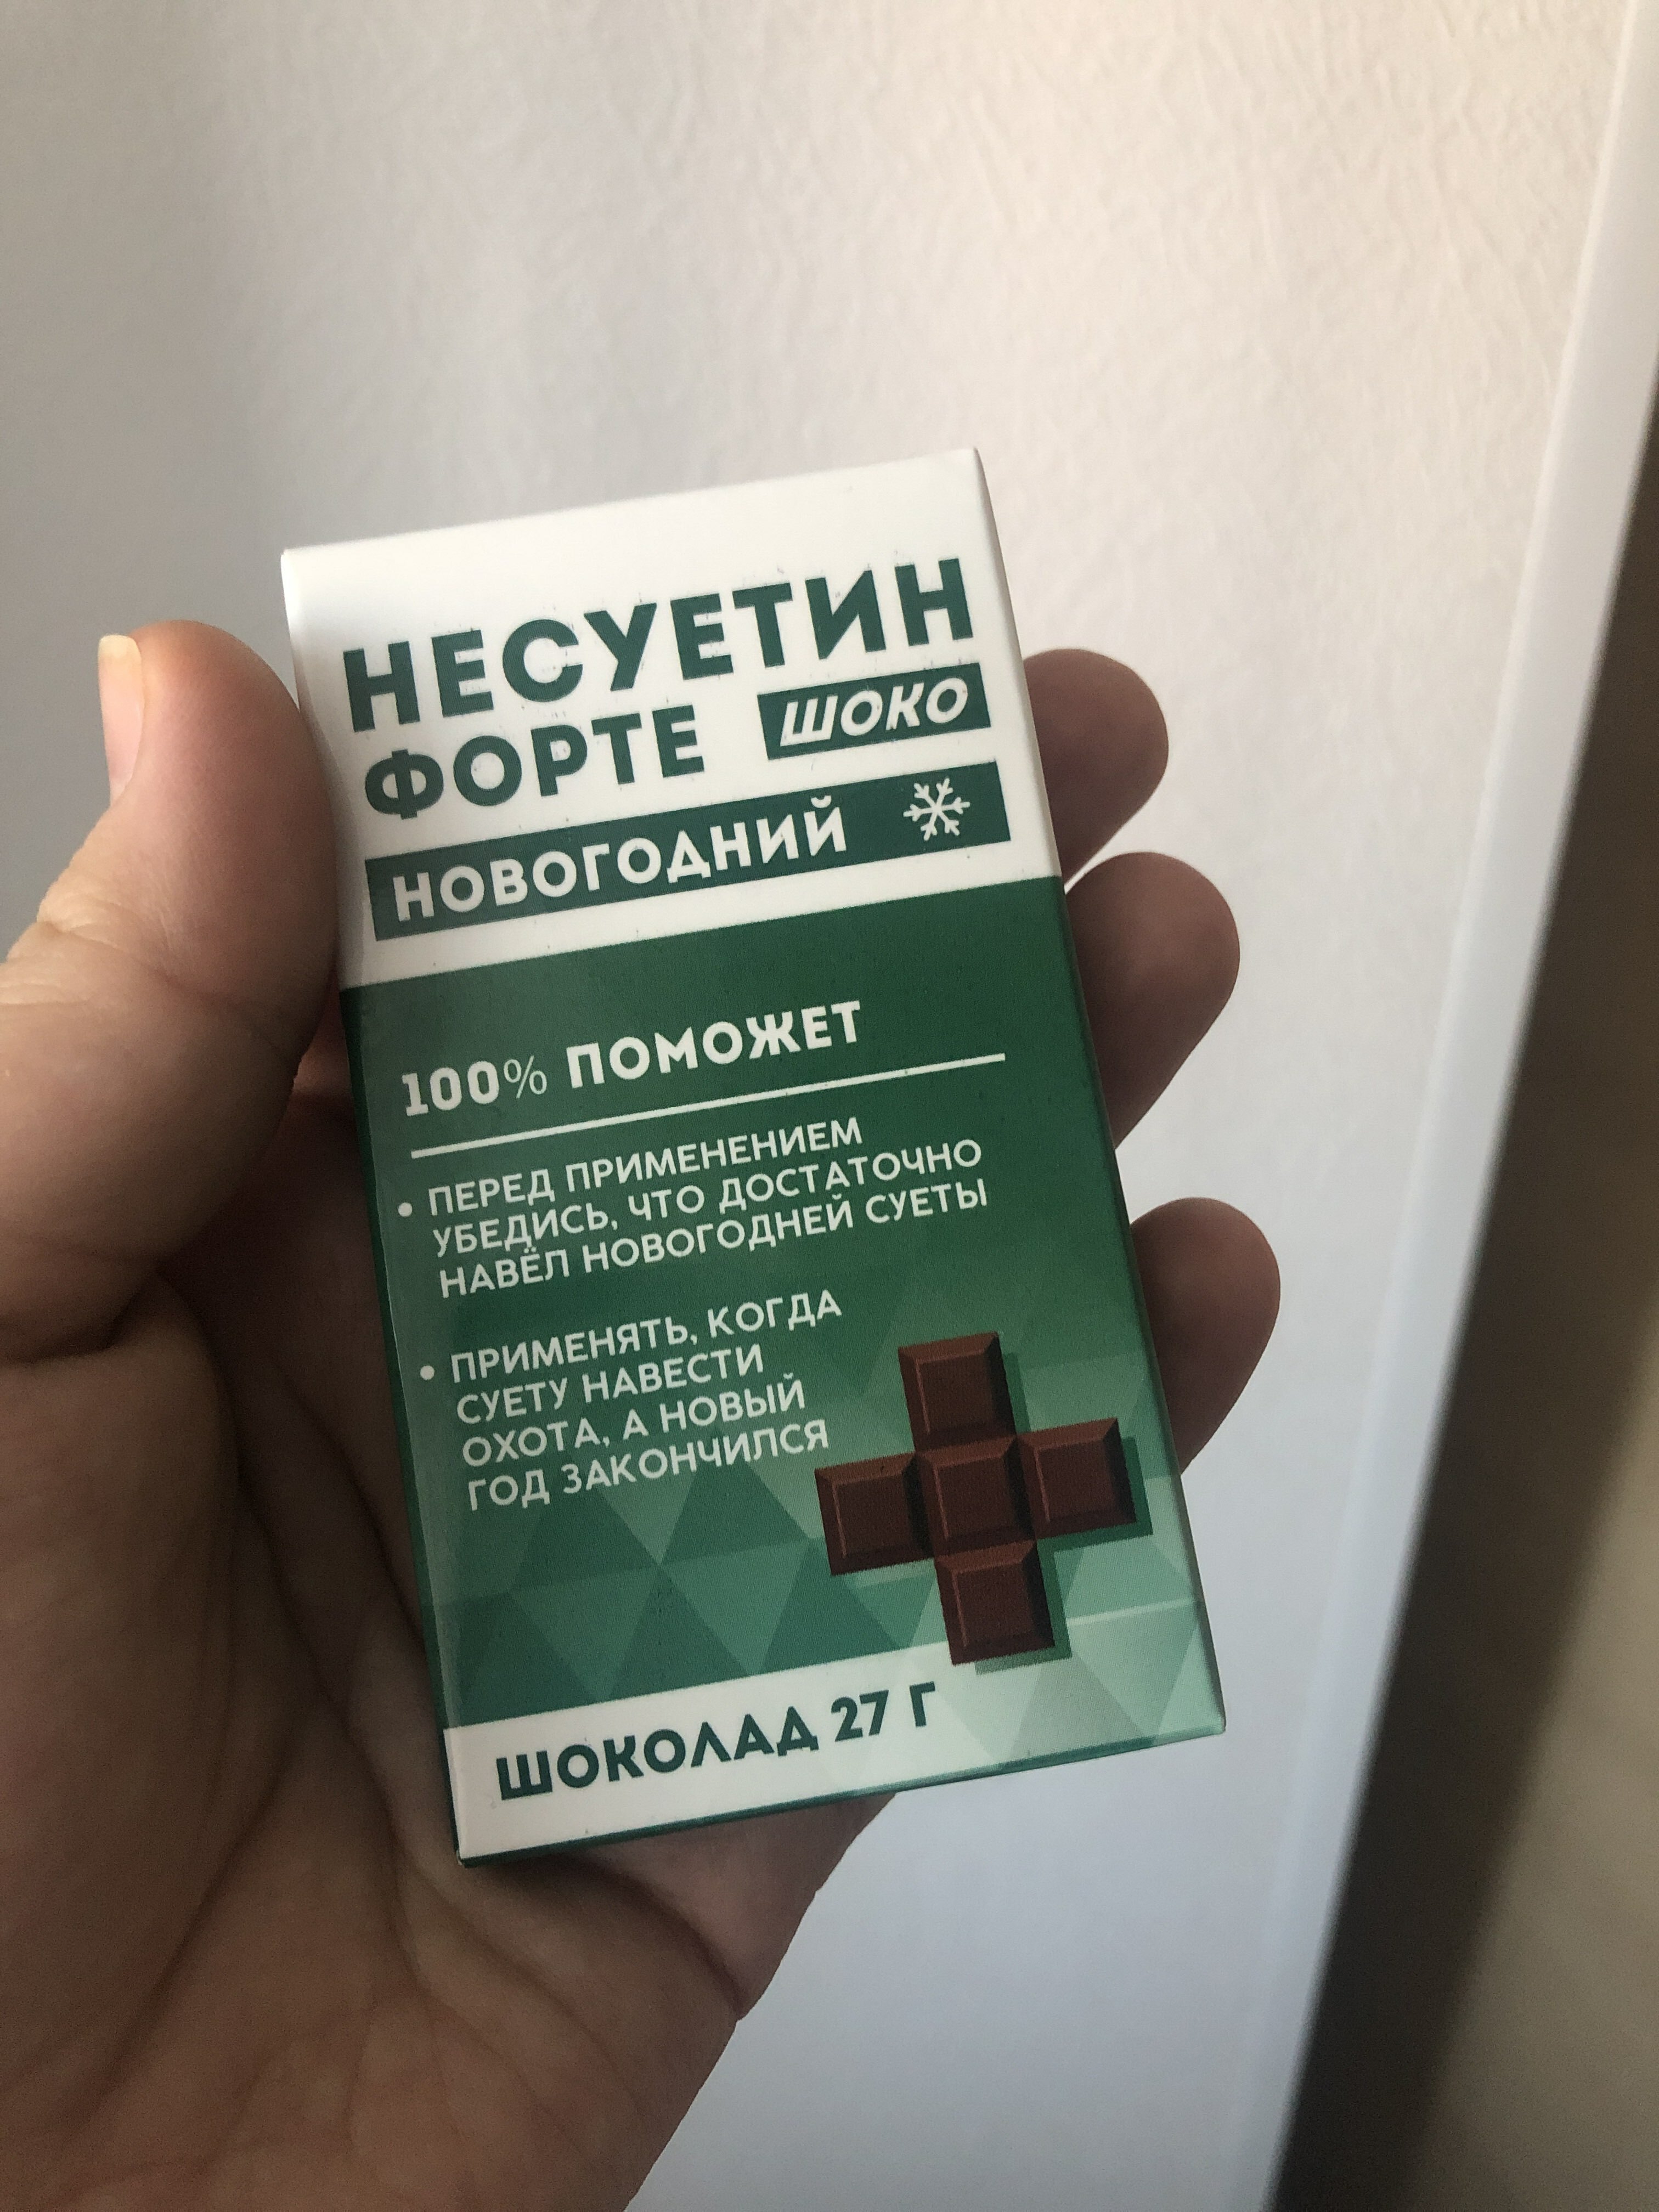 НЕСУЕТИН
ФОРТЕ ШОКО
НОВОГОДНИЙ
100% ПОМОЖЕТ
• ПЕРЕД ПРИМЕНЕНИЕМ
УБЕДИСЬ, ЧТО ДОСТАТОЧНО
НАВЁЛ НОВОГОДНЕЙ СУЕТЫ
• ПРИМЕНЯТЬ, КОГДА
СУЕТУ НАВЕСТИ
ОХОТА, А НОВЫЙ
ГОД ЗАКОНЧИЛСЯ
ШОКОЛАД 27 Г